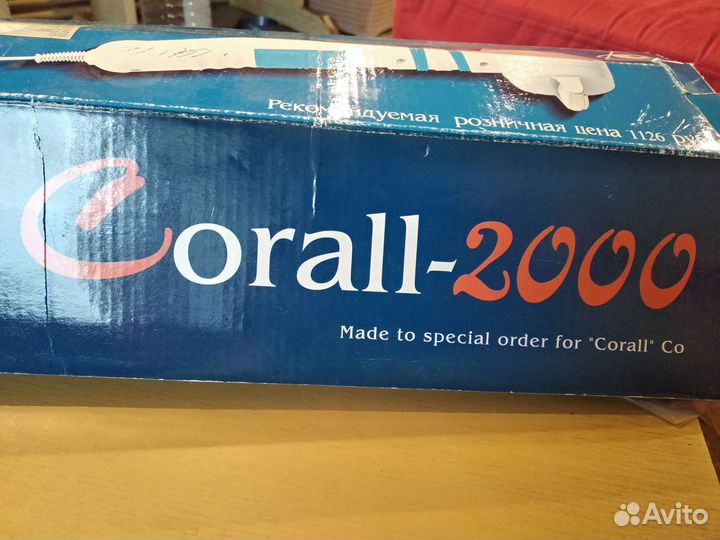 Рекомендуемая розничная цена 1126
Corall-2000
Made to special order for "Corall" Co
Avito